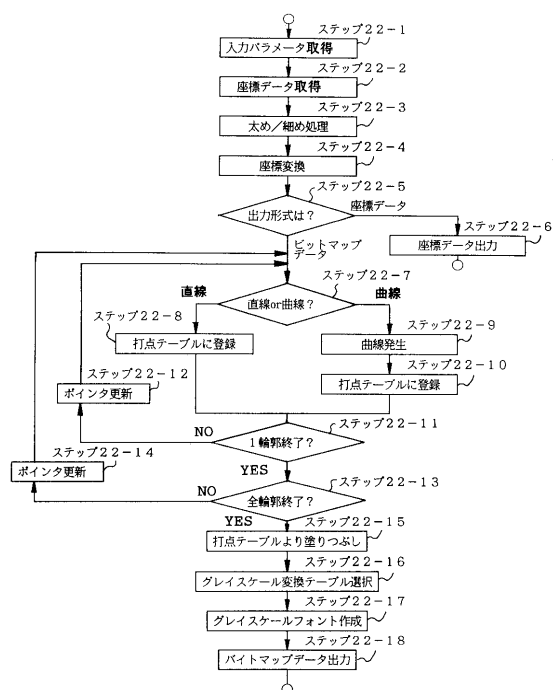 ステップ２２−１
入力パラメータ取得
ステップ２２−２
座標データ取得
ステップ２２−３
太め／細め処理
ステップ２２−４
座標変換
ステップ２２−５
出力形式は？
座標データ
ステップ２２−６
座標データ出力
ビットマップ
データ
ステップ２２−７
直線or曲線？
直線
曲線
ステップ２２−８
打点テーブルに登録
ステップ２２−９
曲線発生
ステップ２２−１０
打点テーブルに登録
ステップ２２−１２
ポインタ更新
ステップ２２−１１
１輪郭終了？
NO
YES
ステップ２２−１４
ポインタ更新
ステップ２２−１３
全輪郭終了？
NO
YES
ステップ２２−１５
打点テーブルより塗りつぶし
ステップ２２−１６
グレイスケール変換テーブル選択
ステップ２２−１７
グレイスケールフォント作成
ステップ２２−１８
バイトマップデータ出力